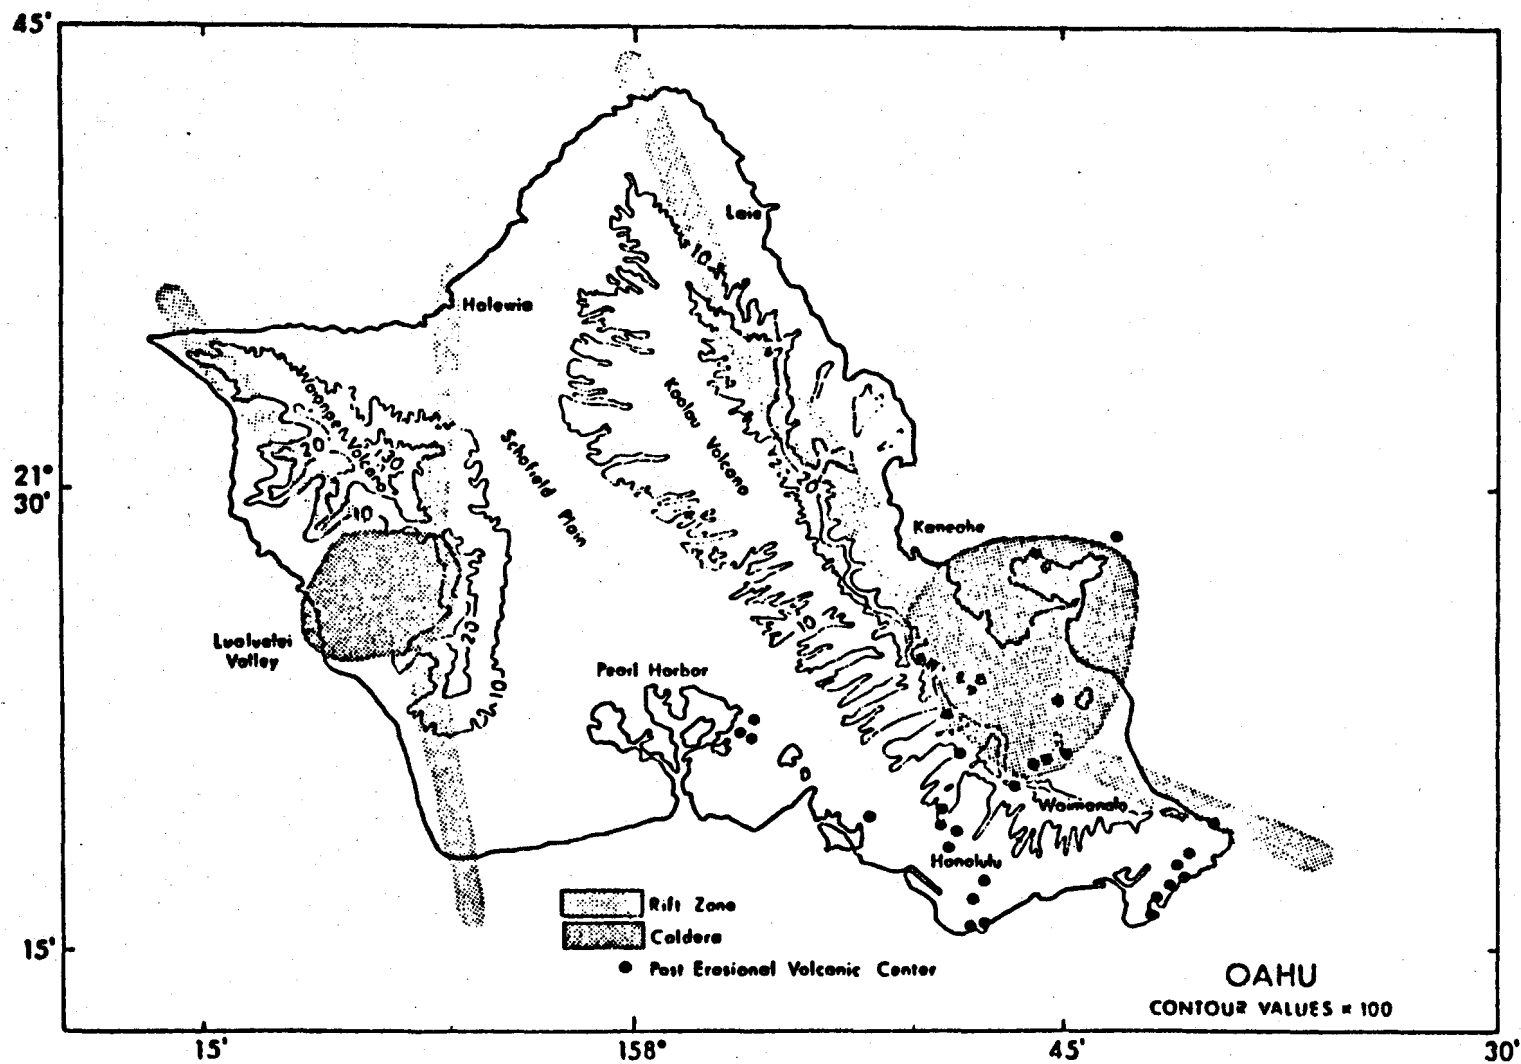 45'
Laie
10
Halewia
Waianae Volcano
20
30
Koolau Volcano
Schofield Plain
20
21°
30'
10
Kaneohe
20
10
Lualualei
Valley
Pearl Harbor
10
2
Waimanalo
Honolulu
Rift Zone
Caldera
Post Erosional Volcanic Center
15'
OAHU
CONTOUR VALUES × 100
15'
158°
45'
30'